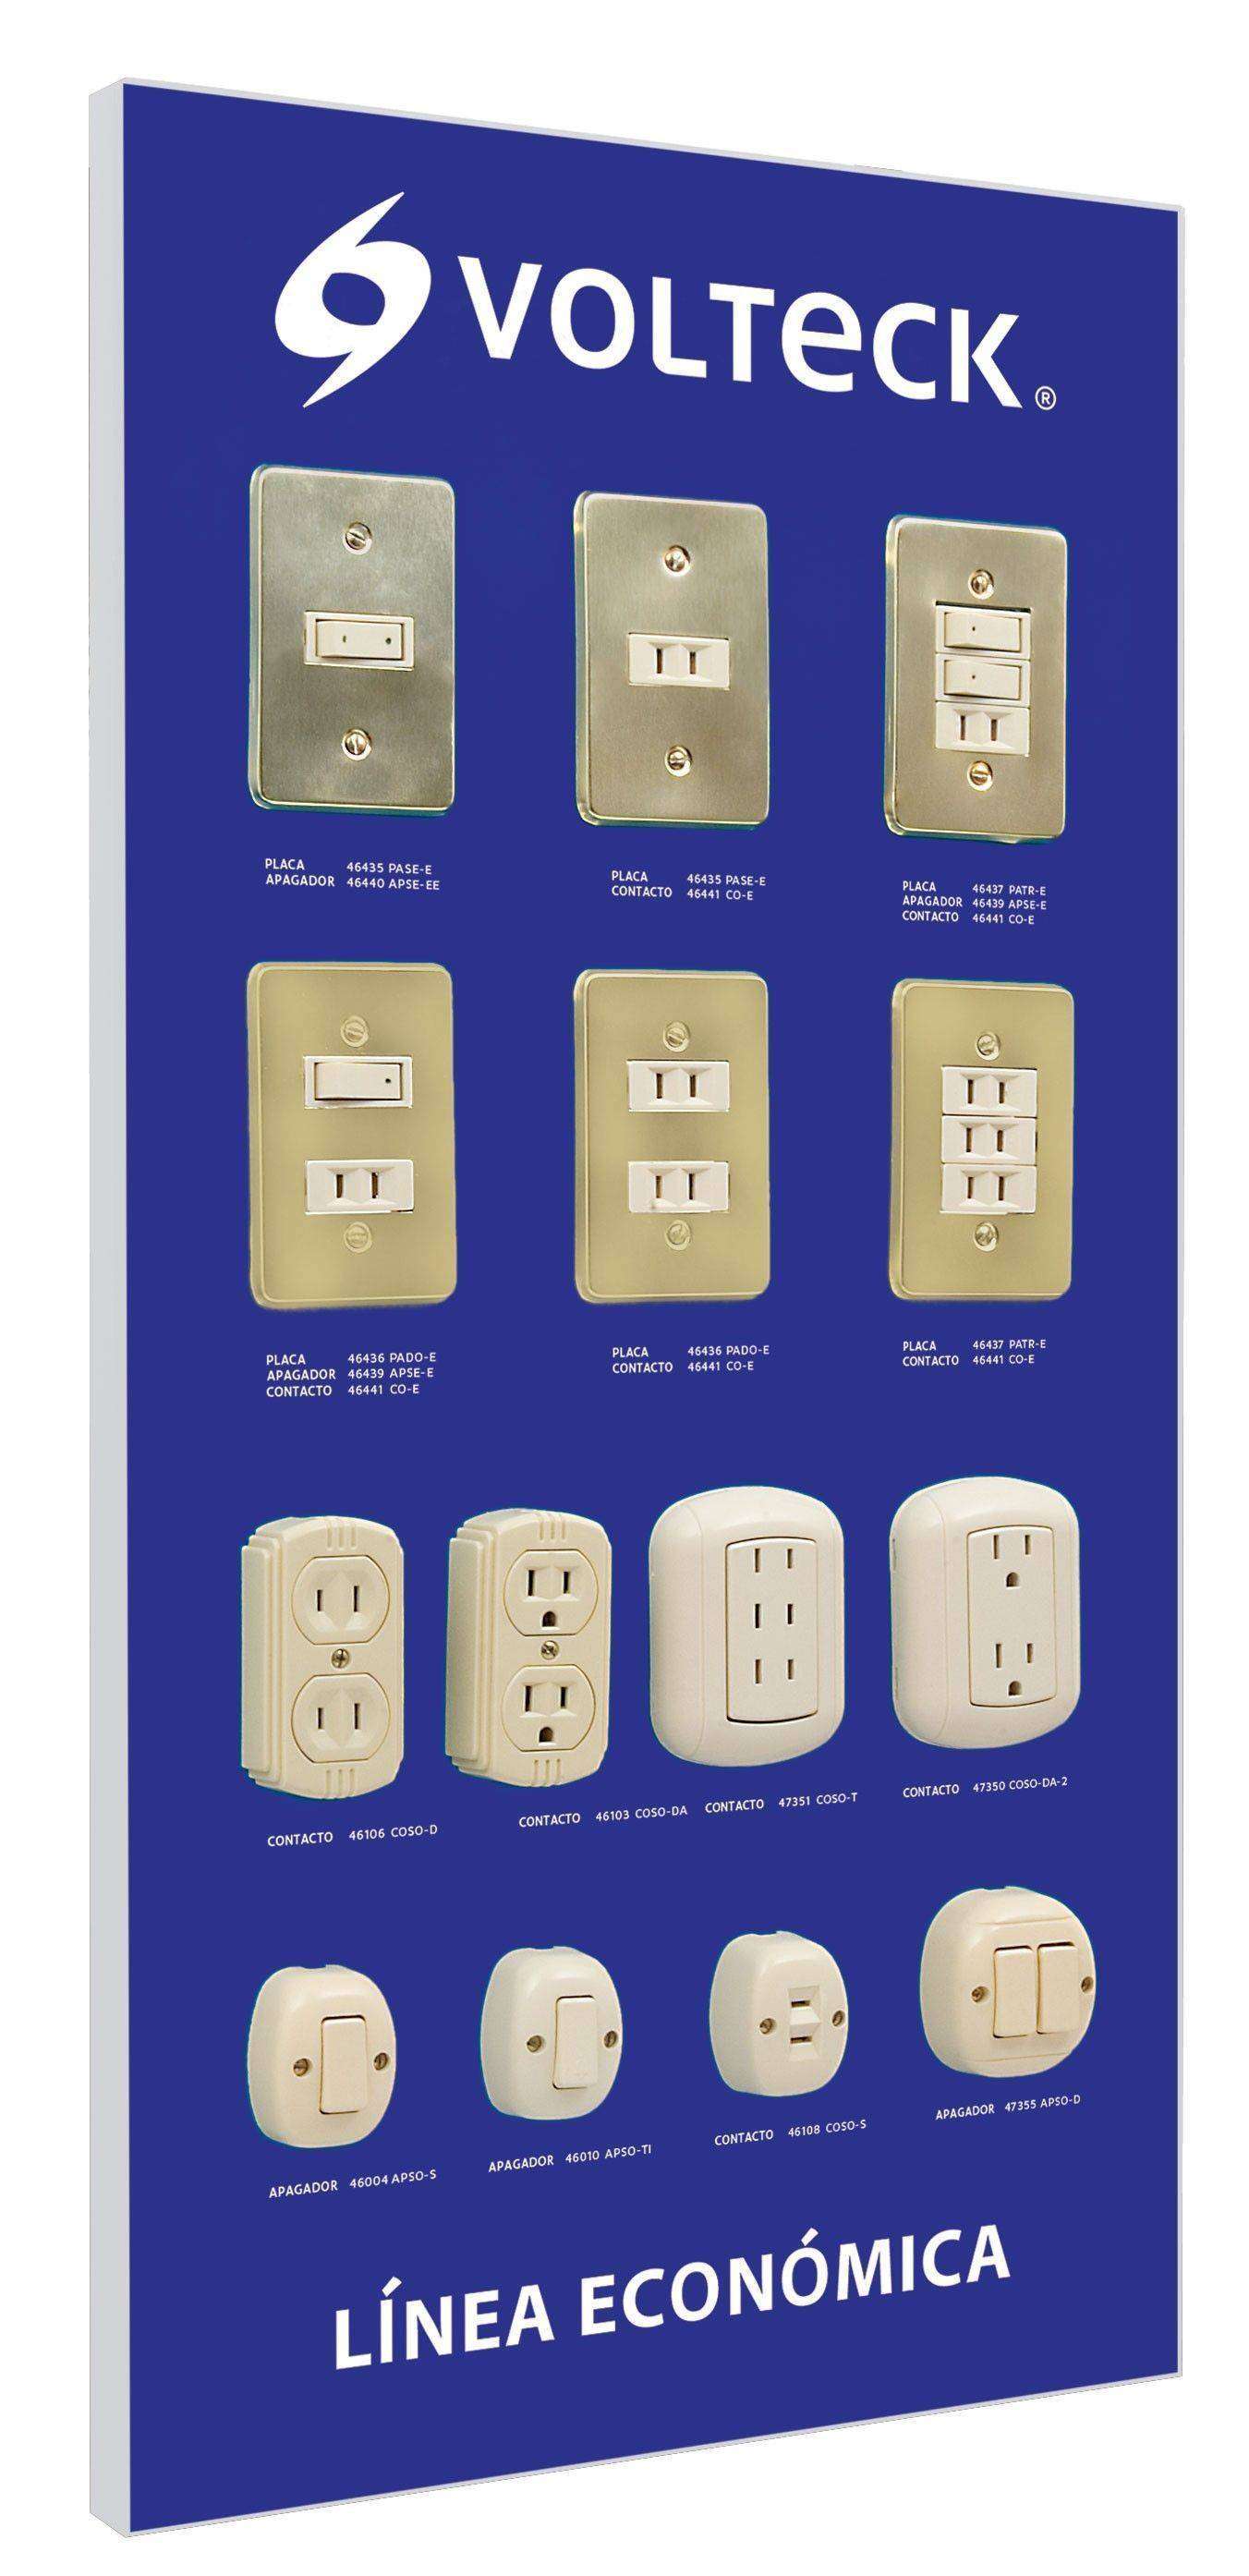 VOLTECK®
PLACA 46435 PASE-E
APAGADOR 46440 APSE-EE
PLACA 46435 PASE-E
CONTACTO 46441 CO-E
PLACA 46437 PATR-E
APAGADOR 46439 APSE-E
CONTACTO 46441 CO-E
PLACA 46436 PADO-E
APAGADOR 46439 APSE-E
CONTACTO 46441 CO-E
PLACA 46436 PADO-E
CONTACTO 46441 CO-E
PLACA 46437 PATR-E
CONTACTO 46441 CO-E
CONTACTO 46106 COSO-D
CONTACTO 46103 COSO-DA
CONTACTO 47351 COSO-T
CONTACTO 47350 COSO-DA-2
APAGADOR 46004 APSO-S
APAGADOR 46010 APSO-TI
CONTACTO 46108 COSO-S
APAGADOR 47355 APSO-D
LÍNEA ECONÓMICA